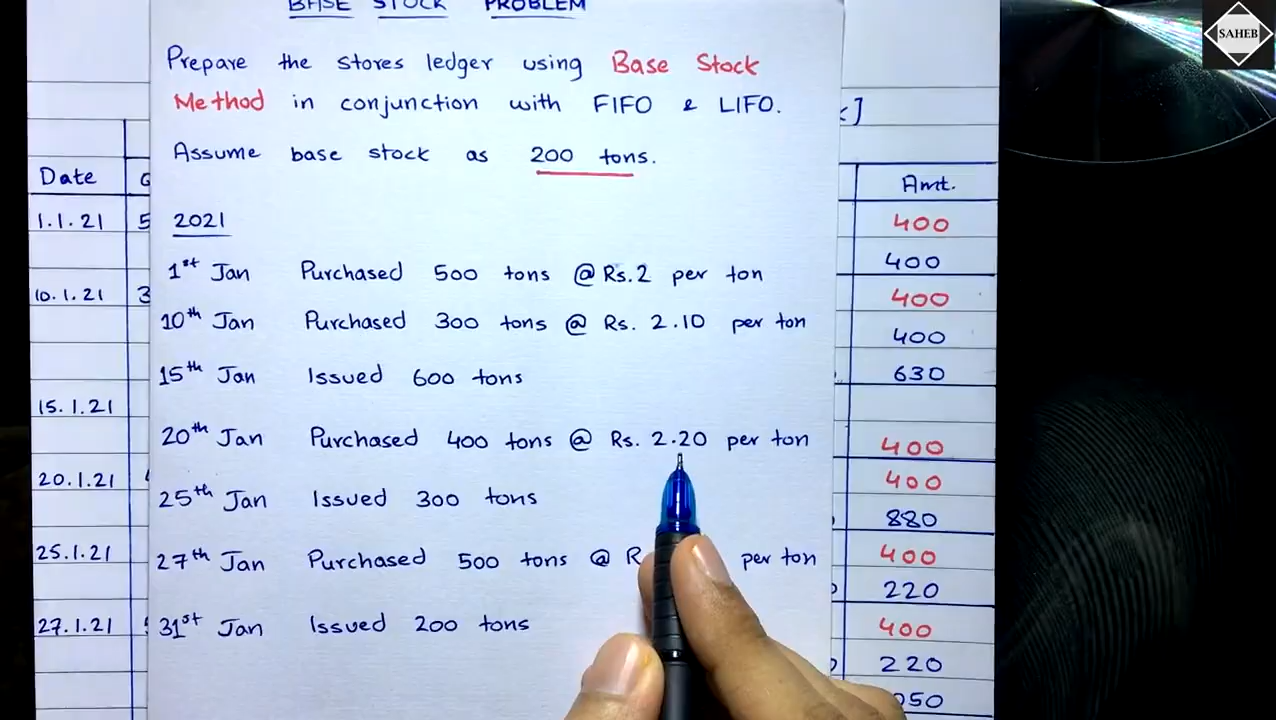 BASE STOCK PROBLEM
Prepare the stores ledger using Base Stock
Method in conjunction with FIFO & LIFO.
Assume base stock as 200 tons.
2021
1st Jan Purchased 500 tons @ Rs.2 per ton
10th Jan Purchased 300 tons @ Rs. 2.10 per ton
15th Jan Issued 600 tons
20th Jan Purchased 400 tons @ Rs. 2.20 per ton
25th Jan Issued 300 tons
27th Jan Purchased 500 tons @ R per ton
31st Jan Issued 200 tons
Date
1.1.21 5
10.1.21 3
15.1.21
20.1.21
25.1.21
27.1.21
]
Amt.
400
400
400
400
630
400
400
880
400
220
400
220
050
SAHEB